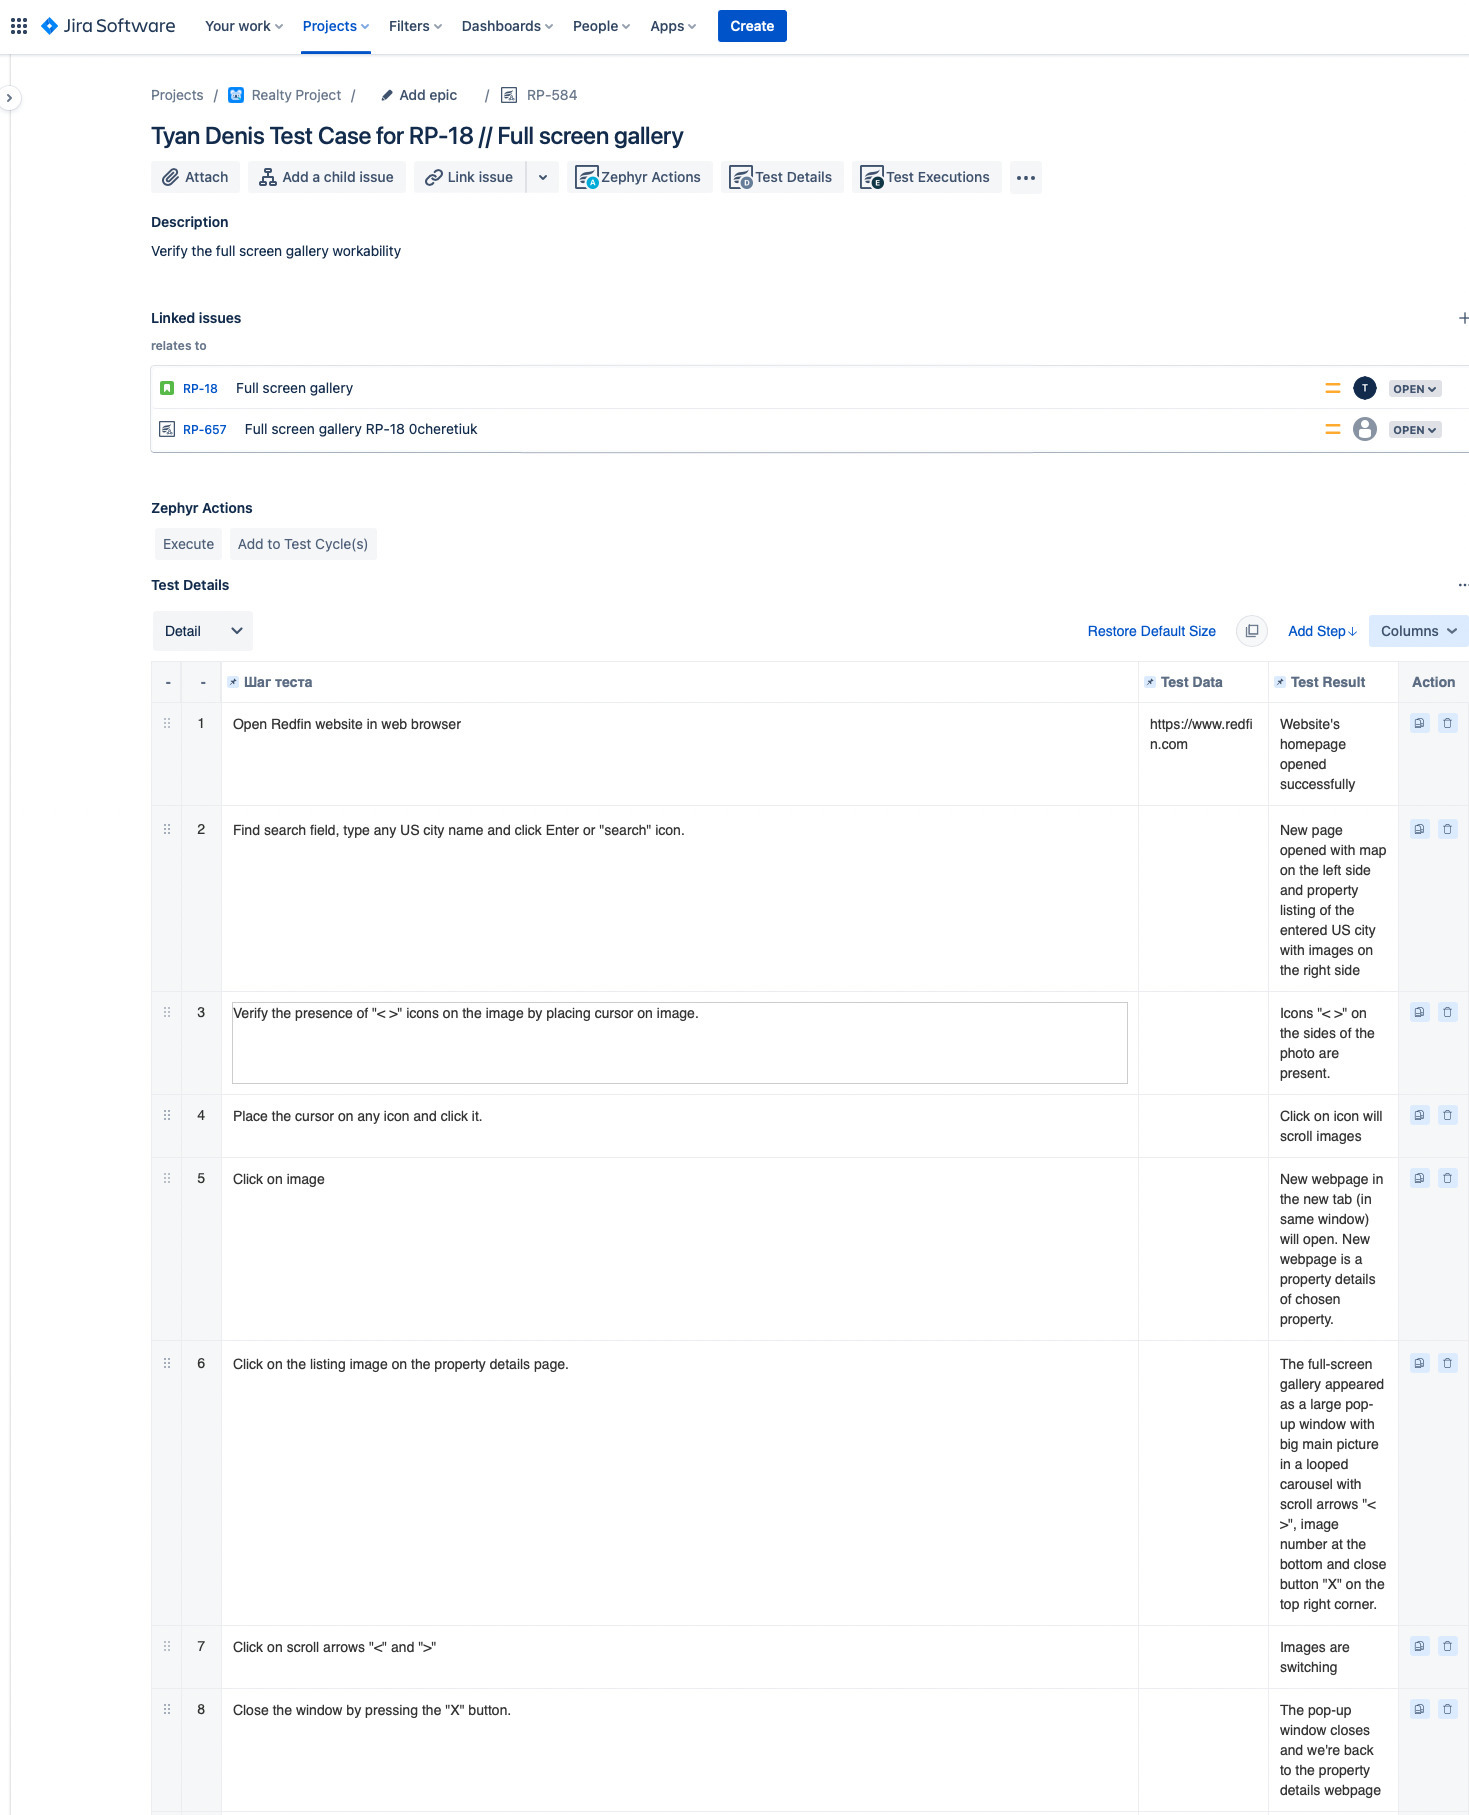 Jira Software Your work Projects Filters Dashboards People Apps Create
Projects / Realty Project / Add epic / RP-584
Tyan Denis Test Case for RP-18 // Full screen gallery
Attach Add a child issue Link issue Zephyr Actions Test Details Test Executions
Description
Verify the full screen gallery workability
Linked issues
relates to
RP-18 Full screen gallery T OPEN
RP-657 Full screen gallery RP-18 0cheretiuk OPEN
Zephyr Actions
Execute Add to Test Cycle(s)
Test Details
Detail Restore Default Size Add Step↓ Columns
- - Шаг теста Test Data Test Result Action
1 Open Redfin website in web browser
https://www.redfi
n.com
Website's
homepage
opened
successfully
2 Find search field, type any US city name and click Enter or "search" icon.
New page
opened with map
on the left side
and property
listing of the
entered US city
with images on
the right side
3 Verify the presence of "< >" icons on the image by placing cursor on image.
Icons "< >" on
the sides of the
photo are
present.
4 Place the cursor on any icon and click it.
Click on icon will
scroll images
5 Click on image
New webpage in
the new tab (in
same window)
will open. New
webpage is a
property details
of chosen
property.
6 Click on the listing image on the property details page.
The full-screen
gallery appeared
as a large pop-
up window with
big main picture
in a looped
carousel with
scroll arrows "<
>", image
number at the
bottom and close
button "X" on the
top right corner.
7 Click on scroll arrows "<" and ">"
Images are
switching
8 Close the window by pressing the "X" button.
The pop-up
window closes
and we're back
to the property
details webpage